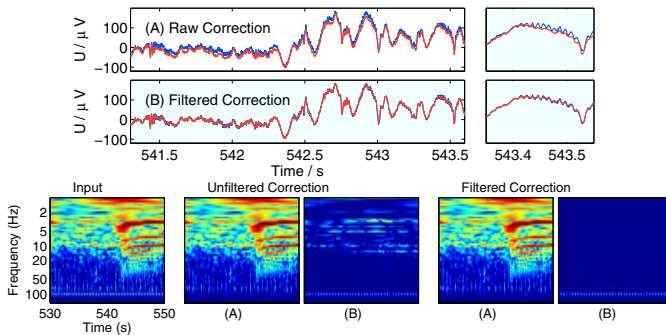 100
0
−100
U / µ V
(A) Raw Correction
100
0
−100
U / µ V
(B) Filtered Correction
541.5
542
542.5
543
543.5
543.4
543.5
Time / s
Input
Unfiltered Correction
Filtered Correction
Frequency (Hz)
2
5
10
20
50
100
530
540
550
Time (s)
(A)
(B)
(A)
(B)